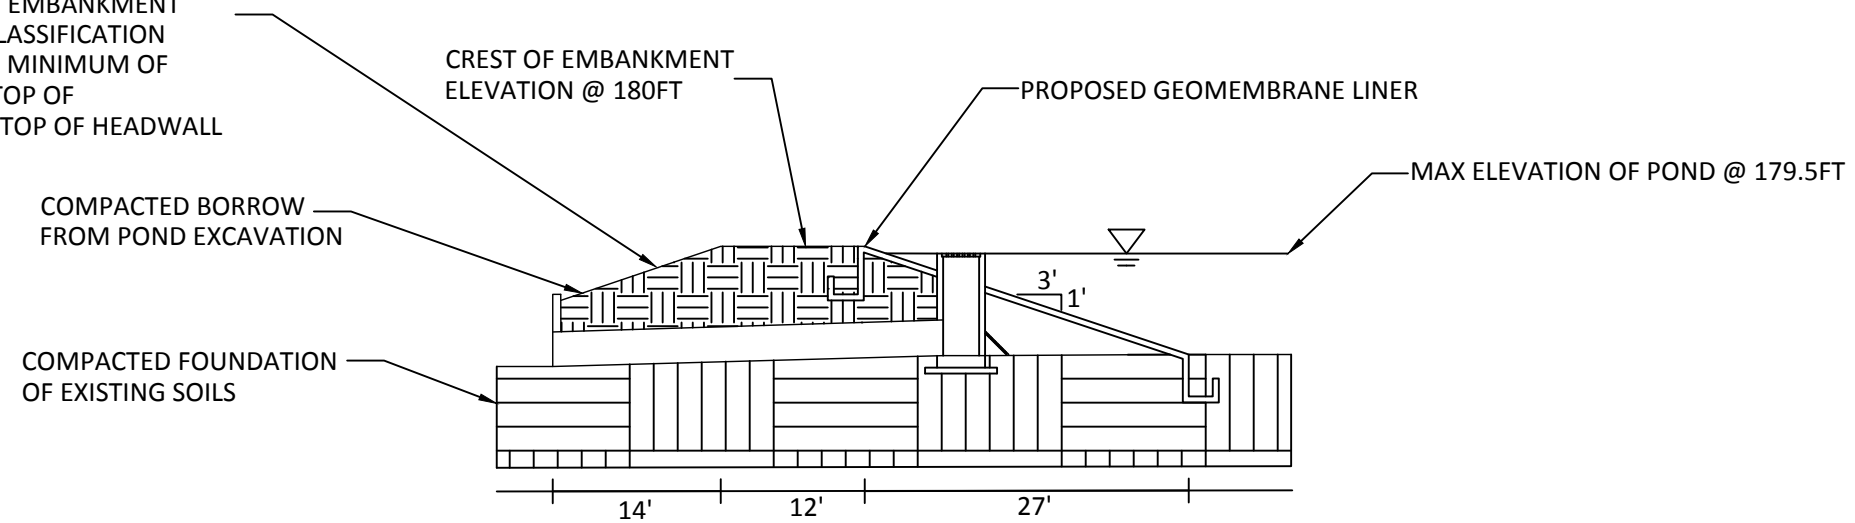 EMBANKMENT
LASSIFICATION
MINIMUM OF
TOP OF
TOP OF HEADWALL
CREST OF EMBANKMENT
ELEVATION @ 180FT
PROPOSED GEOMEMBRANE LINER
MAX ELEVATION OF POND @ 179.5FT
COMPACTED BORROW
FROM POND EXCAVATION
3'
1'
COMPACTED FOUNDATION
OF EXISTING SOILS
14'
12'
27'